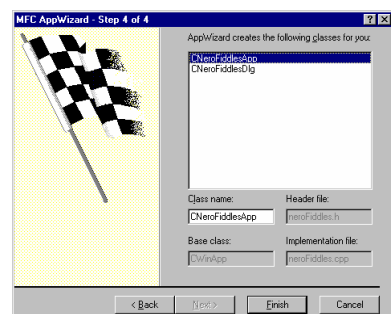 MFC AppWizard - Step 4 of 4
AppWizard creates the following classes for you:
CNeroFiddlesApp
CNeroFiddlesDlg
Class name:
Header file:
CNeroFiddlesApp
neroFiddles.h
Base class:
Implementation file:
CWinApp
neroFiddles.cpp
< Back
Next >
Finish
Cancel